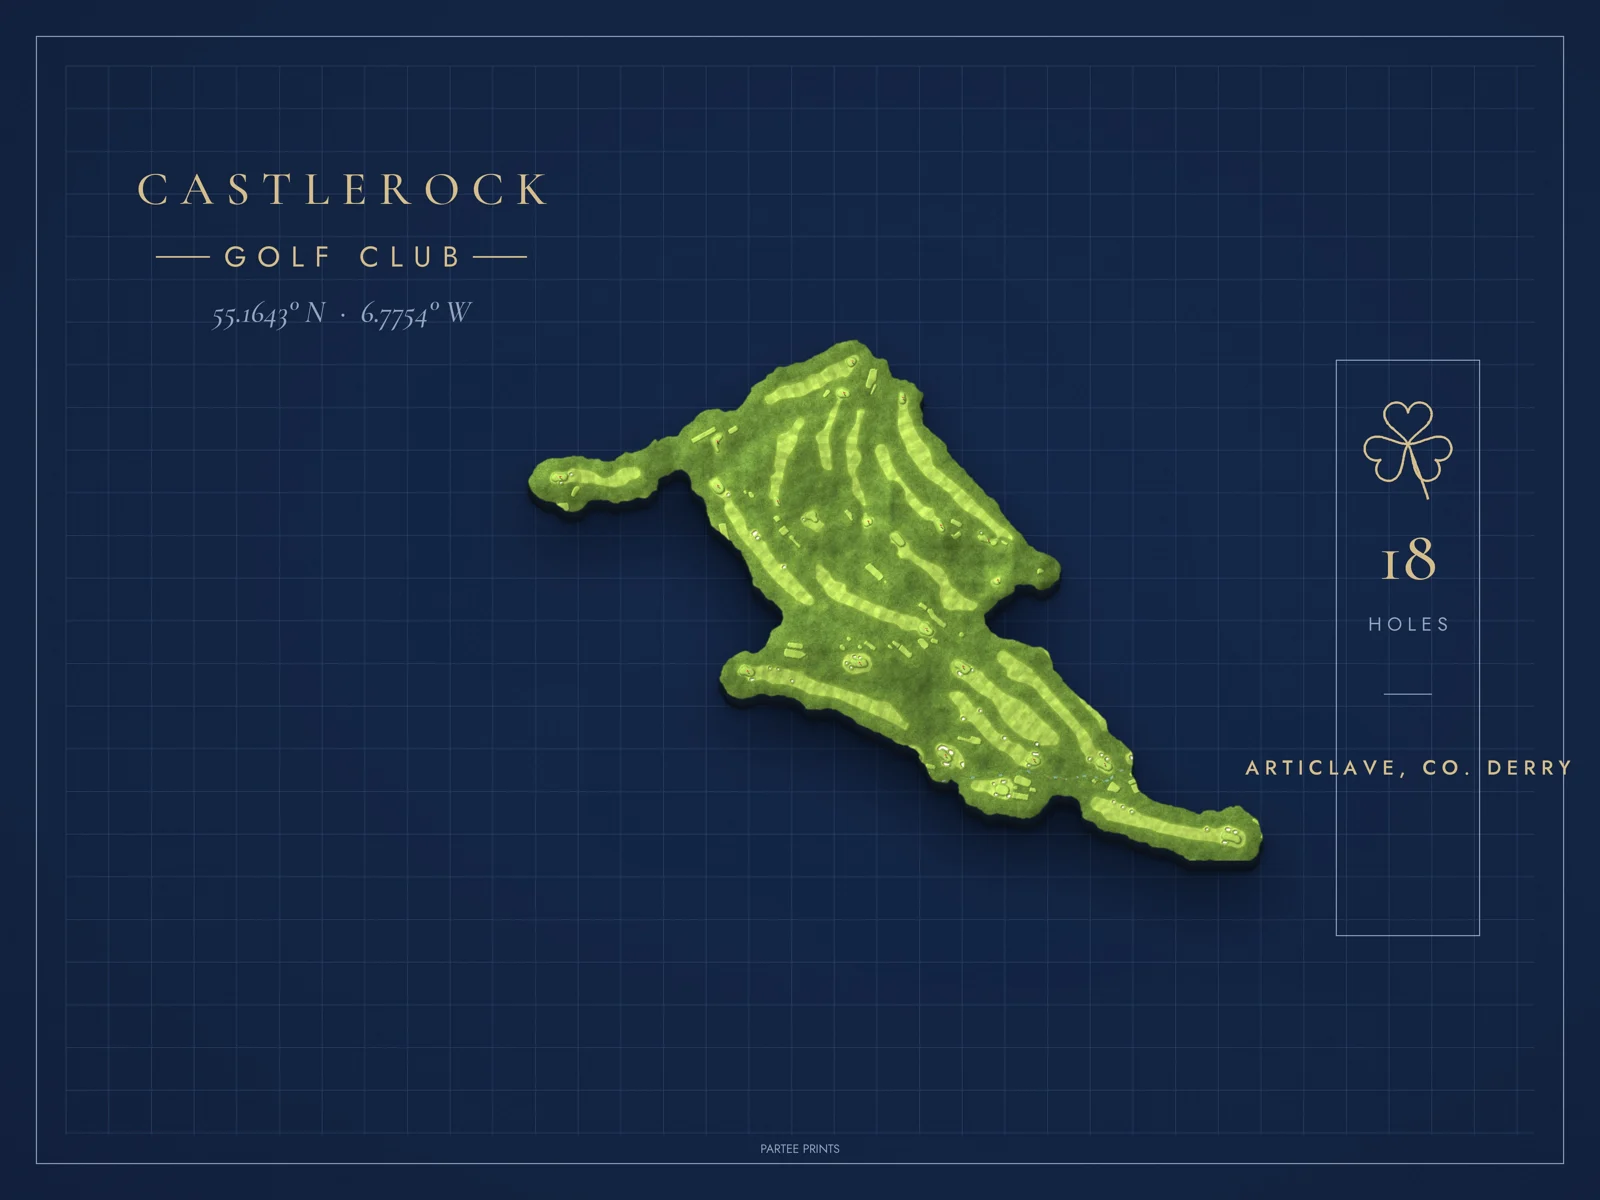 CASTLEROCK
GOLF CLUB
55.1643° N · 6.7754° W
18
HOLES
ARTICLAVE, CO. DERRY
PARTEE PRINTS